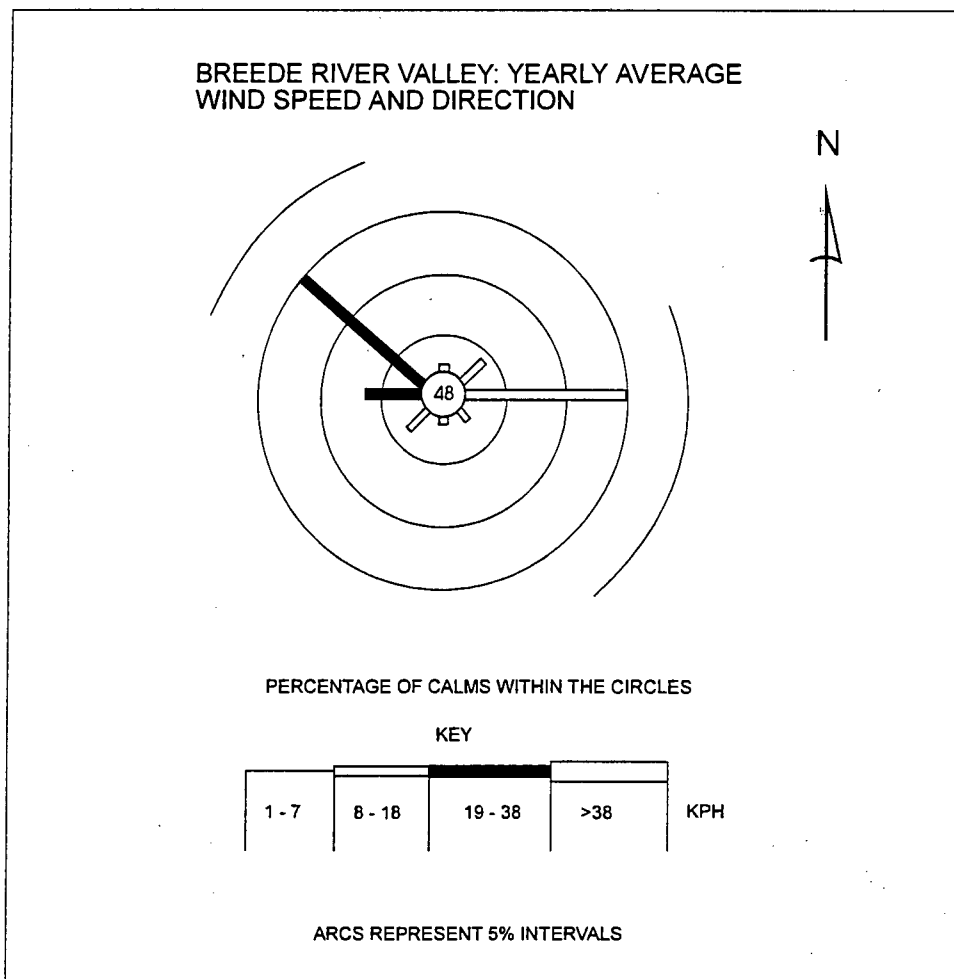 BREEDE RIVER VALLEY: YEARLY AVERAGE
WIND SPEED AND DIRECTION
N
48
PERCENTAGE OF CALMS WITHIN THE CIRCLES
KEY
1 - 7 8 - 18 19 - 38 >38 KPH
ARCS REPRESENT 5% INTERVALS